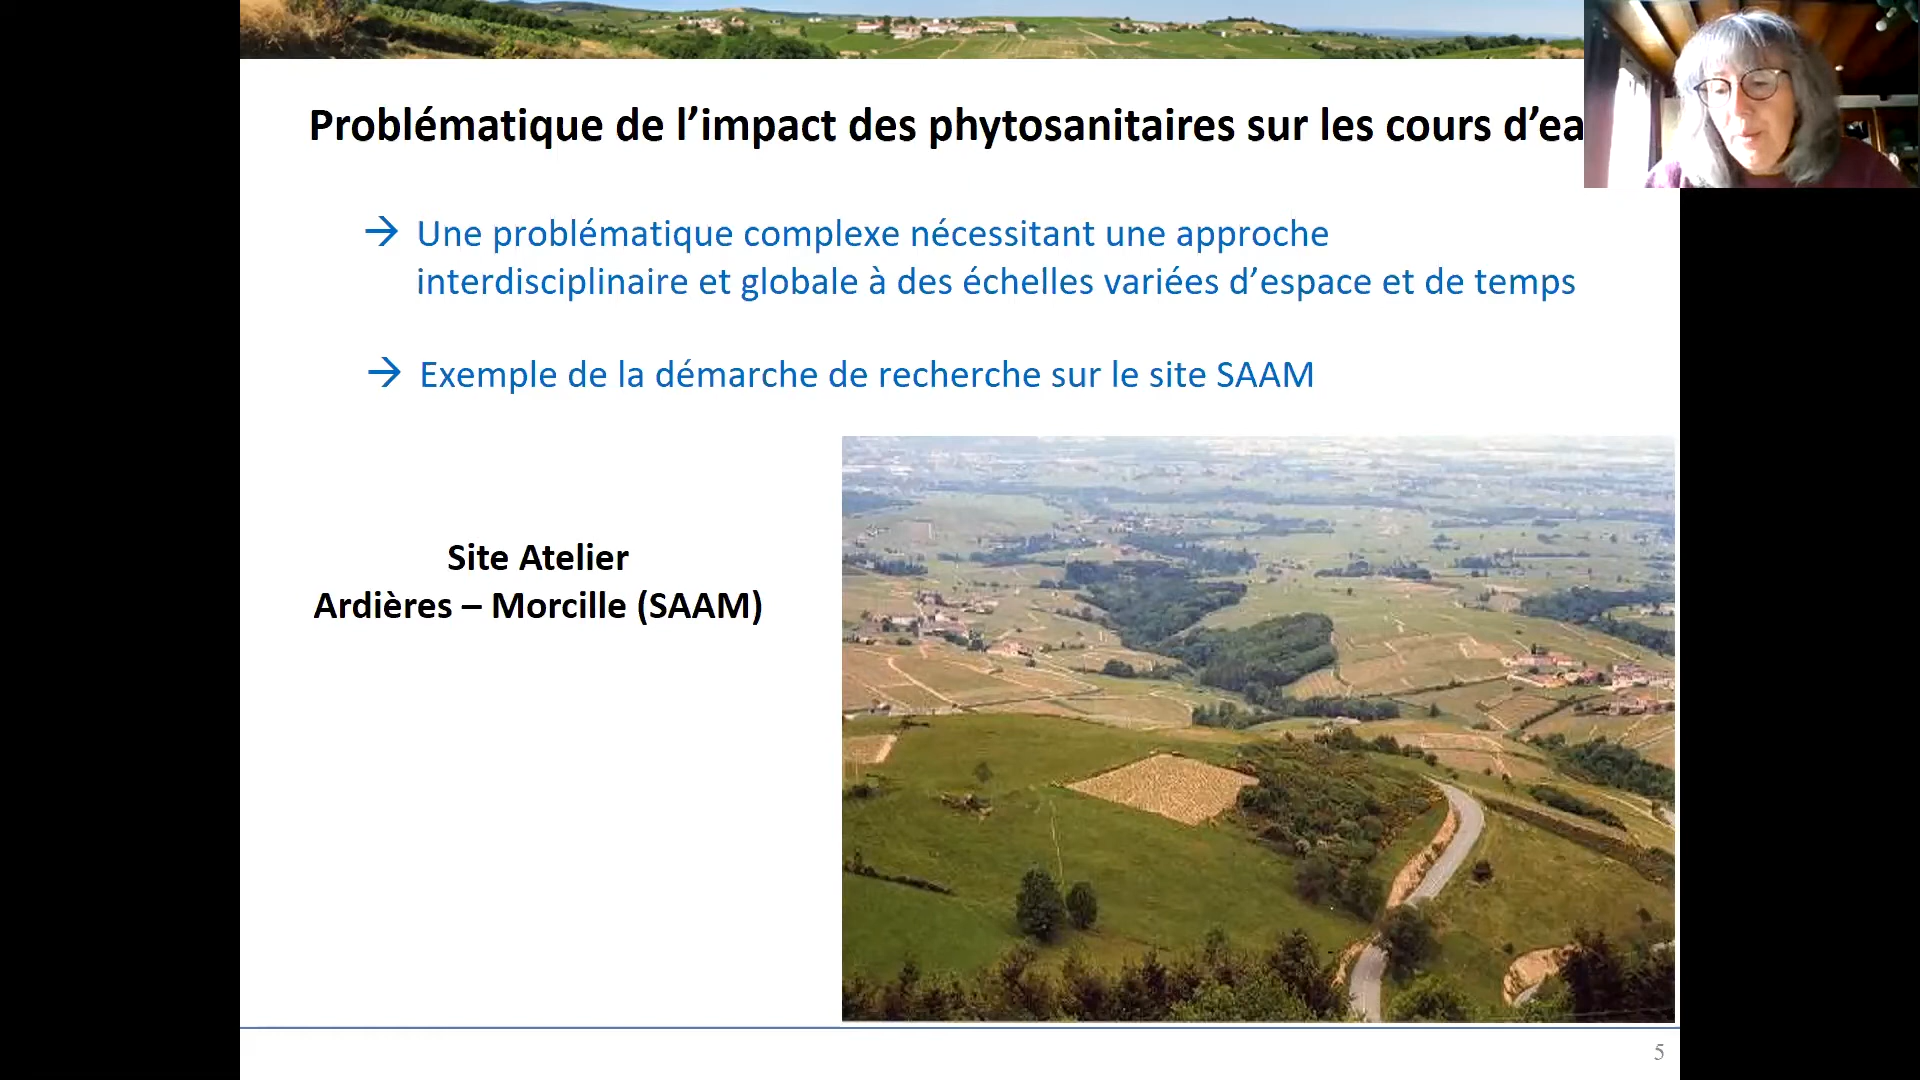 Problématique de l’impact des phytosanitaires sur les cours d’ea
→ Une problématique complexe nécessitant une approche
interdisciplinaire et globale à des échelles variées d’espace et de temps
→ Exemple de la démarche de recherche sur le site SAAM
Site Atelier
Ardières – Morcille (SAAM)
5